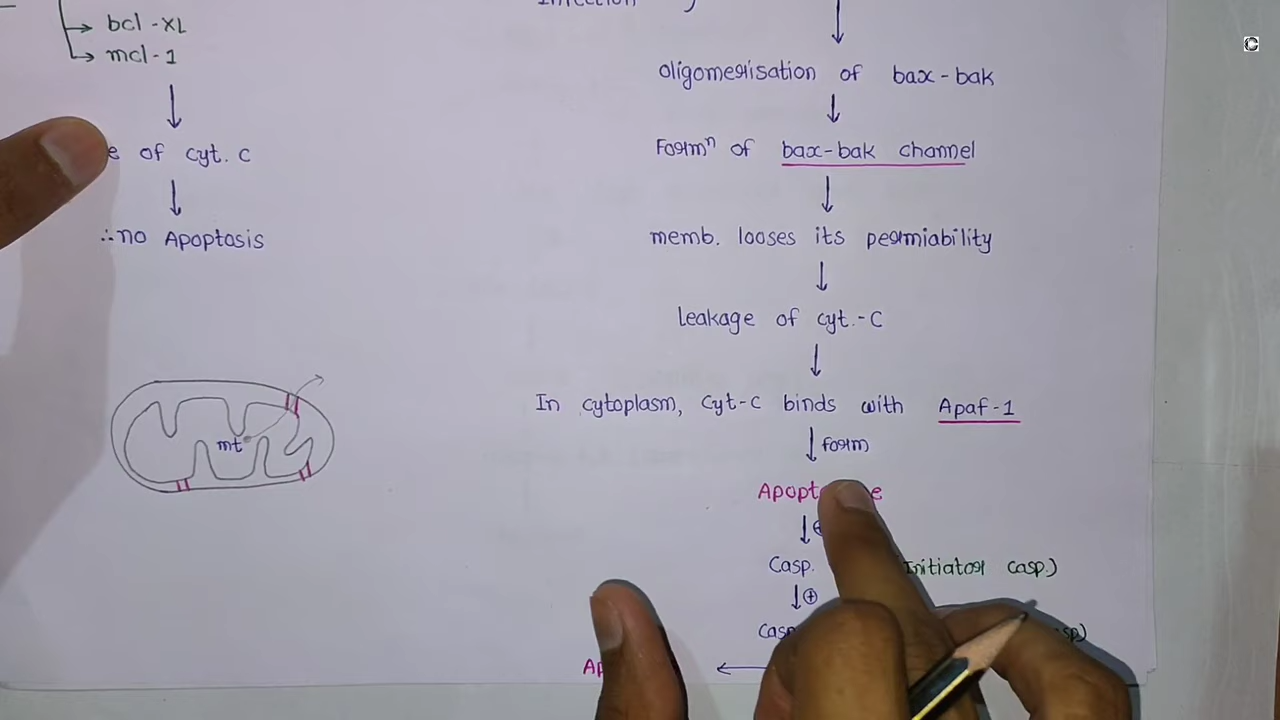 bcl-XL
mcl-1
of cyt. c
∴no Apoptosis
mt
oligomerisation of bax-bak
Formⁿ of bax-bak channel
memb. looses its permiability
leakage of cyt.-C
In cytoplasm, Cyt-C binds with Apaf-1
form
Casp. (Initiator Casp.)
⊕